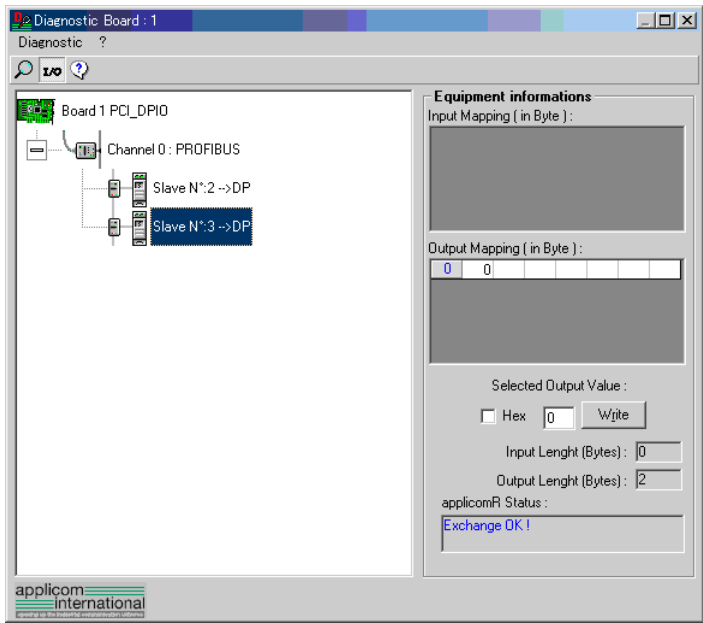 Diagnostic Board : 1
Diagnostic ?
I/O ?
Board 1 PCI_DPIO
Channel 0 : PROFIBUS
Slave N°:2 -->DP
Slave N°:3 -->DP
Equipment informations
Input Mapping ( in Byte ) :
Output Mapping ( in Byte ) :
0 0
Selected Output Value :
Hex 0 Write
Input Lenght (Bytes) : 0
Output Lenght (Bytes) : 2
applicomR Status :
Exchange OK !
applicom
international